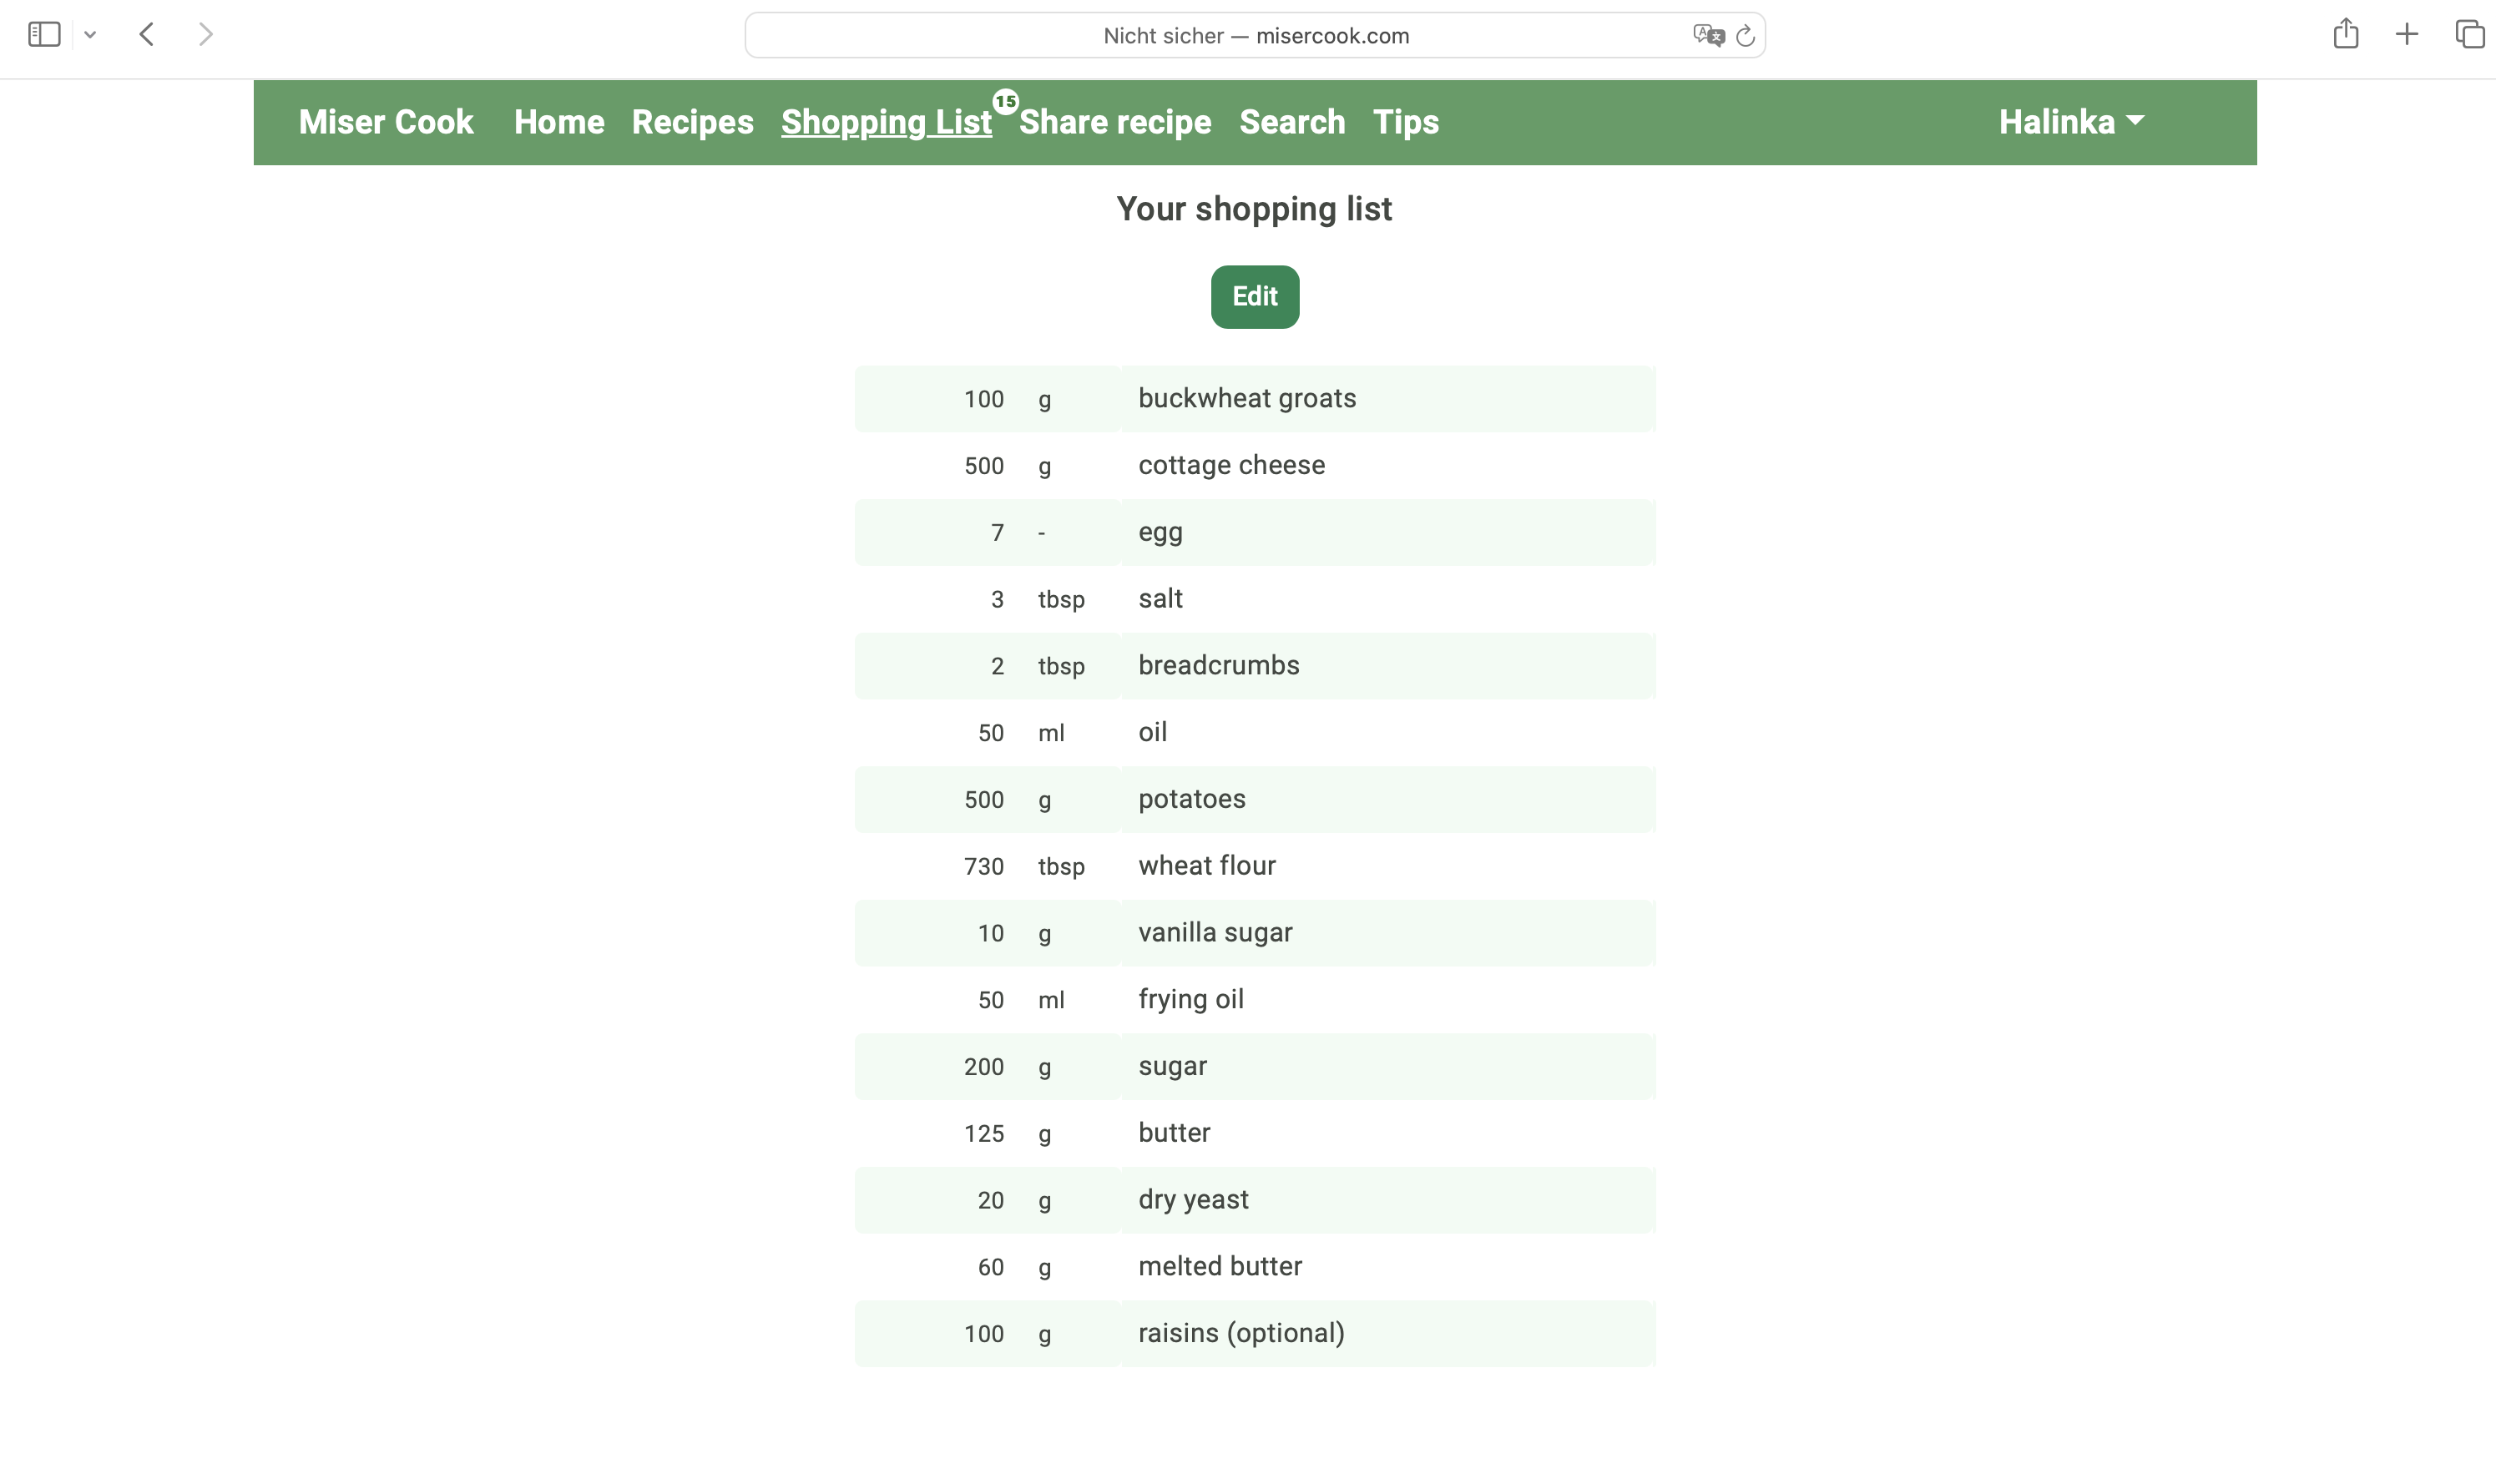 Nicht sicher — misercook.com
Miser Cook Home Recipes Shopping List 15 Share recipe Search Tips Halinka
Your shopping list
Edit
100 g buckwheat groats
500 g cottage cheese
7 - egg
3 tbsp salt
2 tbsp breadcrumbs
50 ml oil
500 g potatoes
730 tbsp wheat flour
10 g vanilla sugar
50 ml frying oil
200 g sugar
125 g butter
20 g dry yeast
60 g melted butter
100 g raisins (optional)